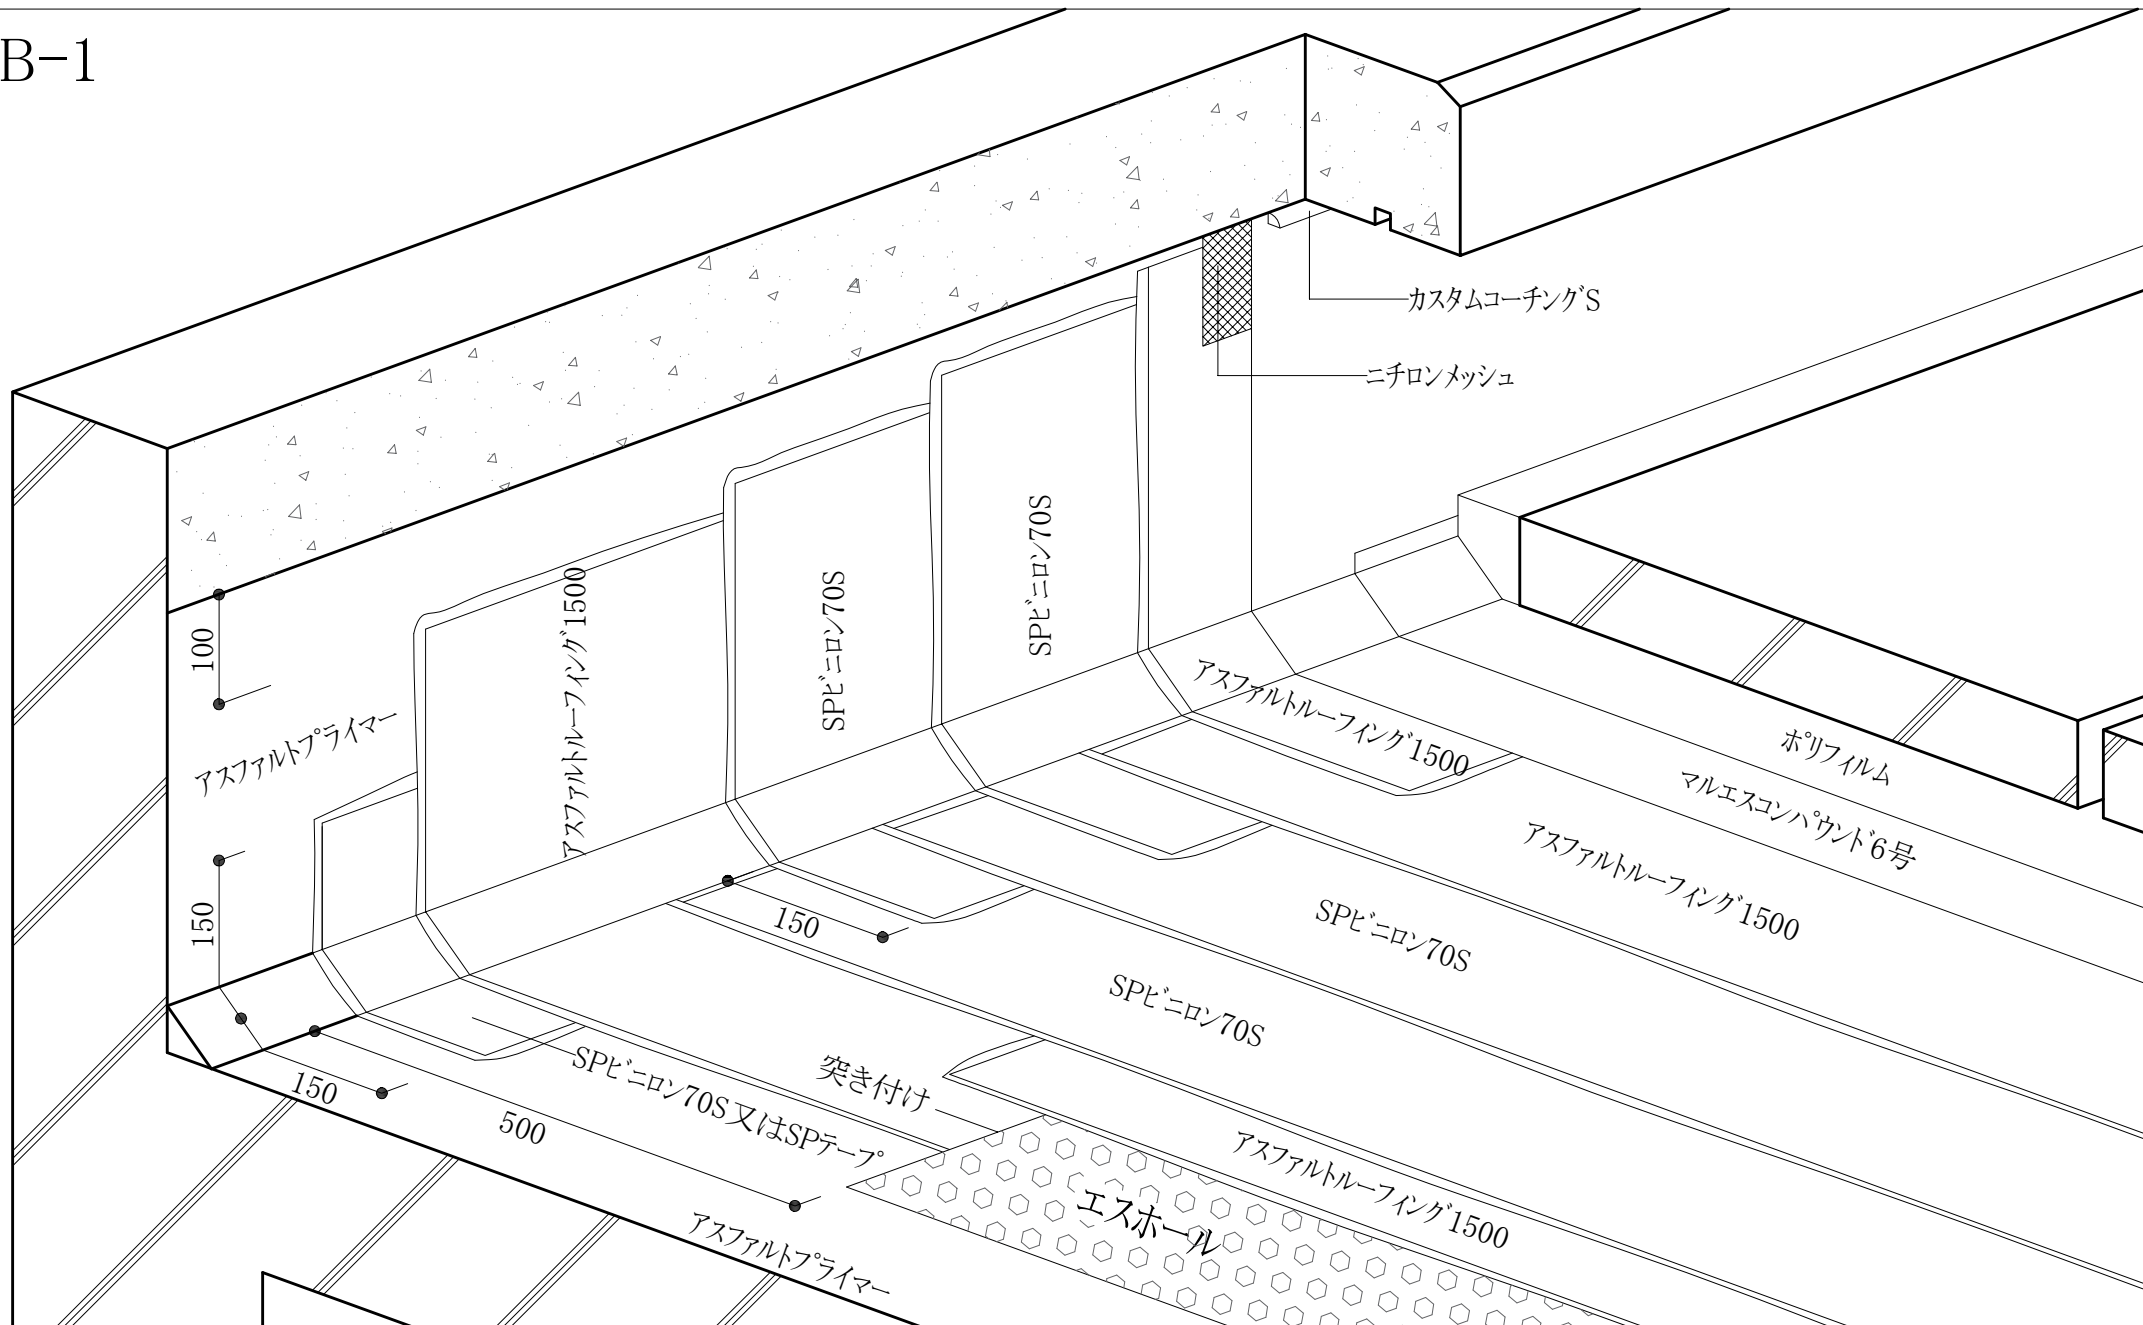 B-1
カスタムコーチングS
ニチロンメッシュ
SPビニロン70S
SPビニロン70S
アスファルトルーフィング1500
100
アスファルトプライマー
アスファルトルーフィング1500
ポリフィルム
マルエスコンパウンド6号
アスファルトルーフィング1500
150
150
SPビニロン70S
SPビニロン70S
突き付け
SPビニロン70S又はSPテープ
150
500
アスファルトルーフィング1500
エスホール
アスファルトプライマー